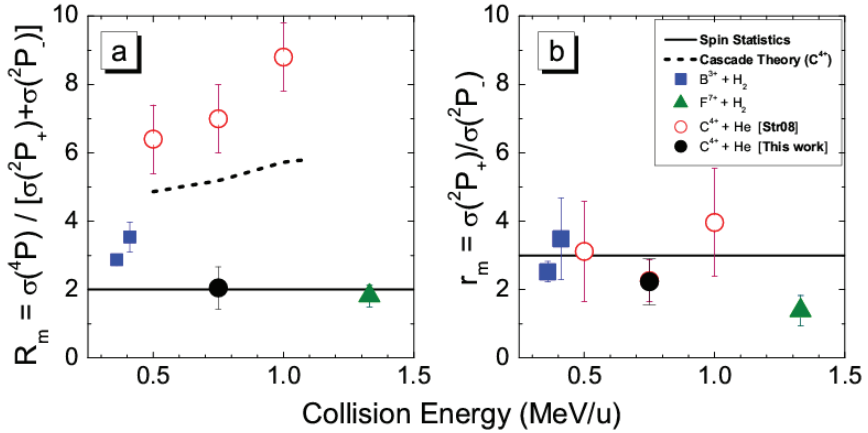 a
b
Spin Statistics
Cascade Theory (C⁴⁺)
B³⁺ + H₂
F⁷⁺ + H₂
C⁴⁺ + He [Str08]
C⁴⁺ + He [This work]
R_m = σ(⁴P) / [σ(²P₊)+σ(²P₋)]
r_m = σ(²P₊)/σ(²P₋)
10
8
6
4
2
0
10
8
6
4
2
0
0.5 1.0 1.5
0.5 1.0 1.5
Collision Energy (MeV/u)